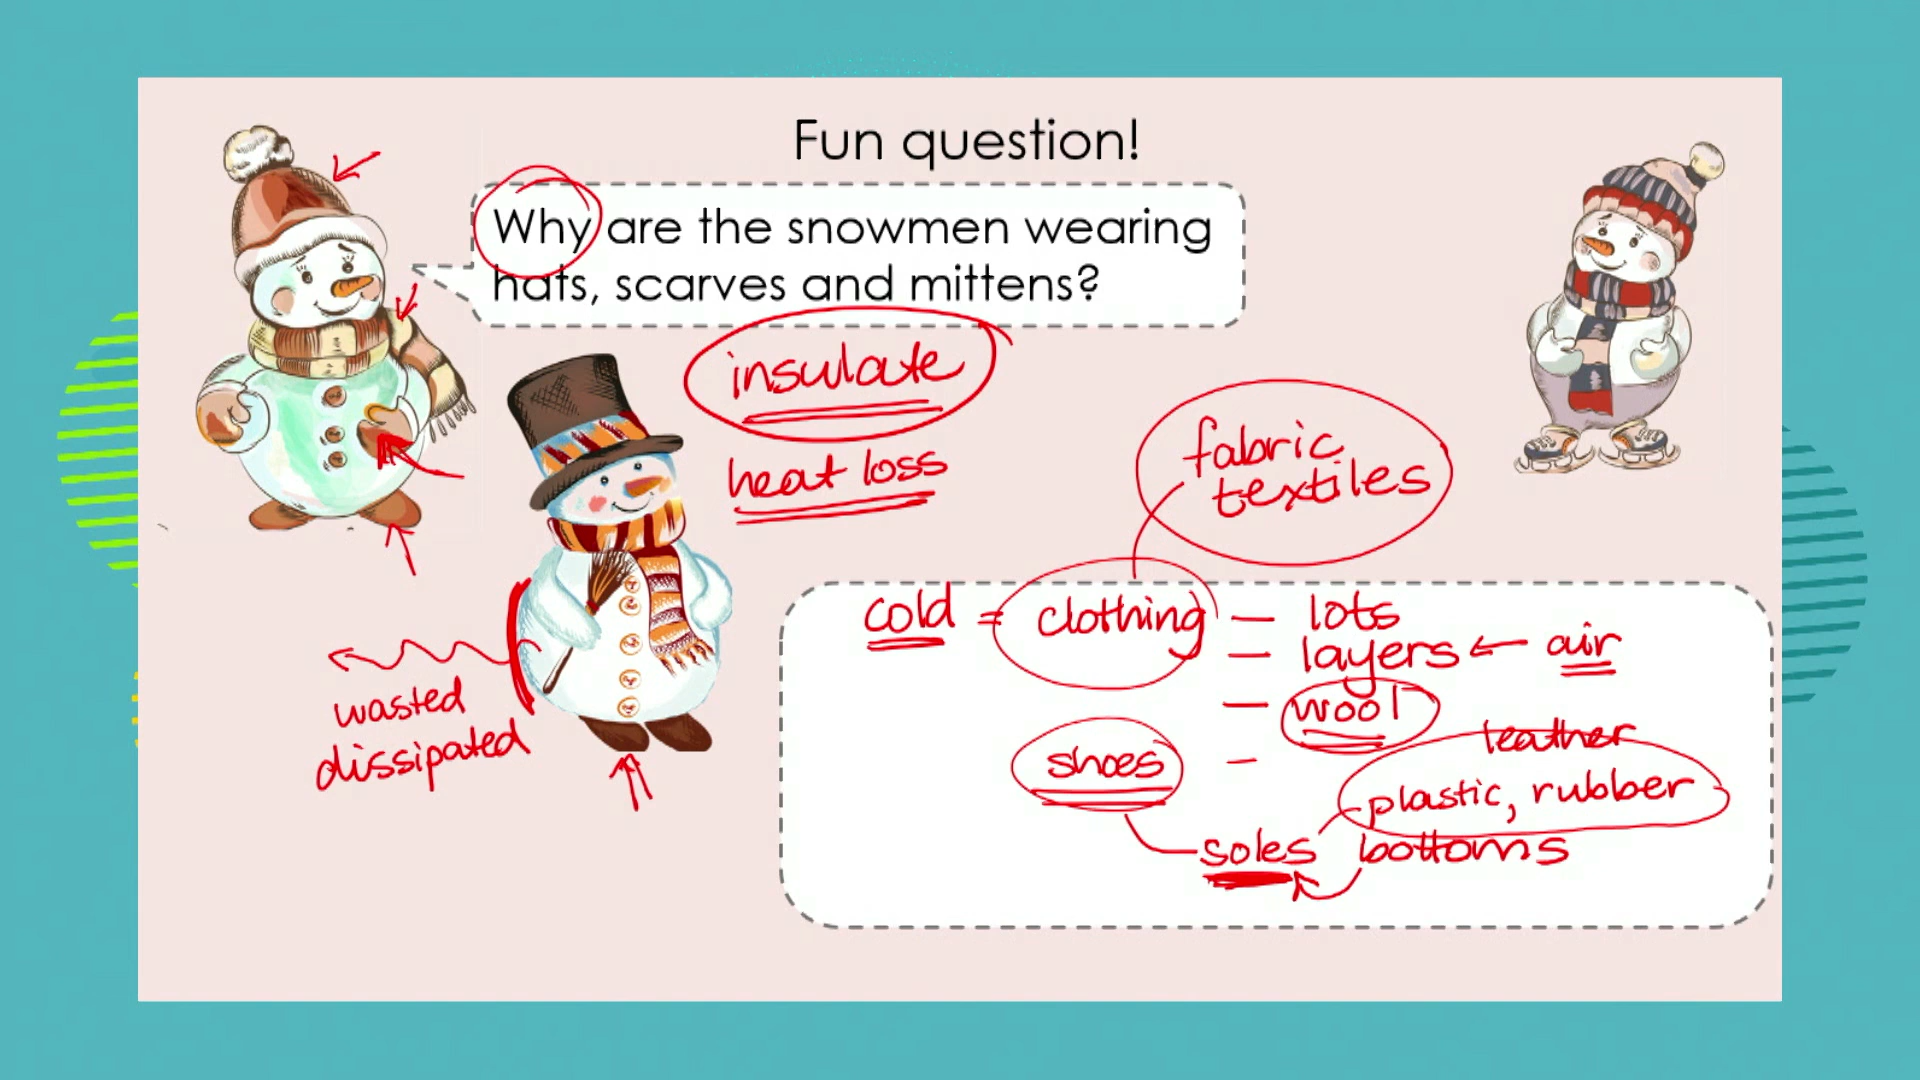 Fun question!
Why are the snowmen wearing
hats, scarves and mittens?
insulate
heat loss
fabric
textiles
cold = clothing – lots
– layers ← air
– wool
leather
shoes –
plastic, rubber
soles bottoms
wasted
dissipated